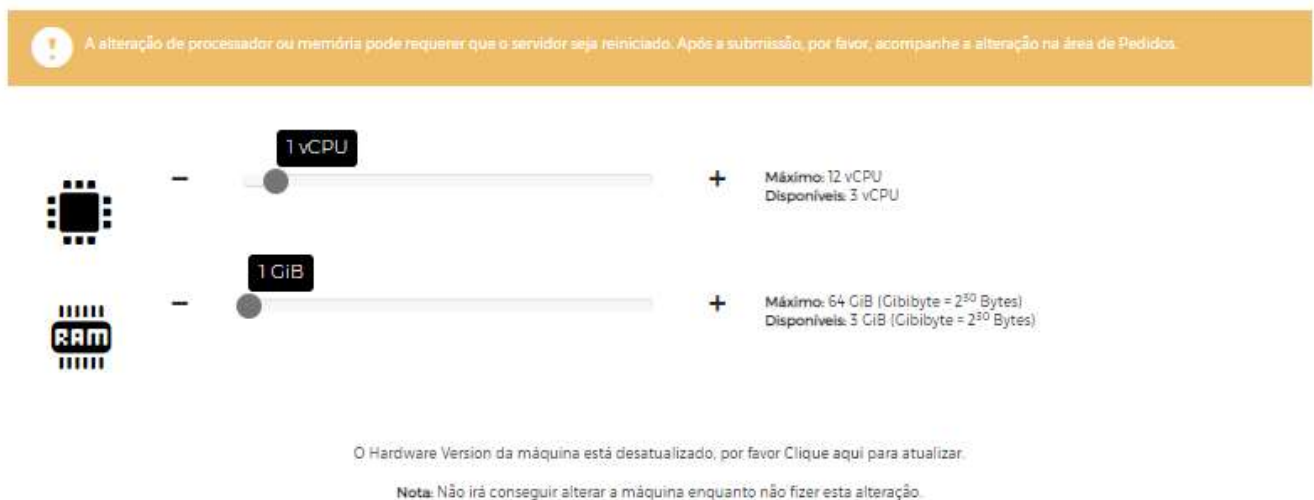 A alteração de processador ou memória pode requerer que o servidor seja reiniciado. Após a submissão, por favor, acompanhe a alteração na área de Pedidos.
1 vCPU
− +
Máximo: 12 vCPU
Disponíveis: 3 vCPU
1 GiB
− +
Máximo: 64 GiB (Gibibyte = 2³⁰ Bytes)
Disponíveis: 3 GiB (Gibibyte = 2³⁰ Bytes)
RAM
O Hardware Version da máquina está desatualizado, por favor Clique aqui para atualizar.
Nota: Não irá conseguir alterar a máquina enquanto não fizer esta alteração.